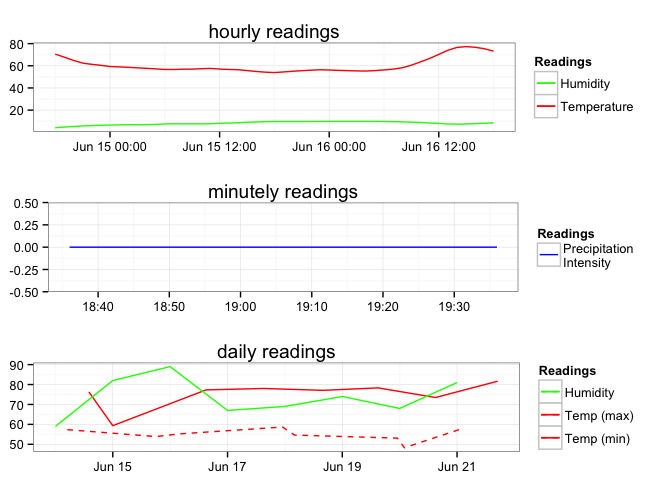 hourly readings
80
60
40
20
Jun 15 00:00 Jun 15 12:00 Jun 16 00:00 Jun 16 12:00
Readings
Humidity
Temperature
minutely readings
0.50
0.25
0.00
-0.25
-0.50
18:40 18:50 19:00 19:10 19:20 19:30
Readings
Precipitation
Intensity
daily readings
90
80
70
60
50
Jun 15 Jun 17 Jun 19 Jun 21
Readings
Humidity
Temp (max)
Temp (min)